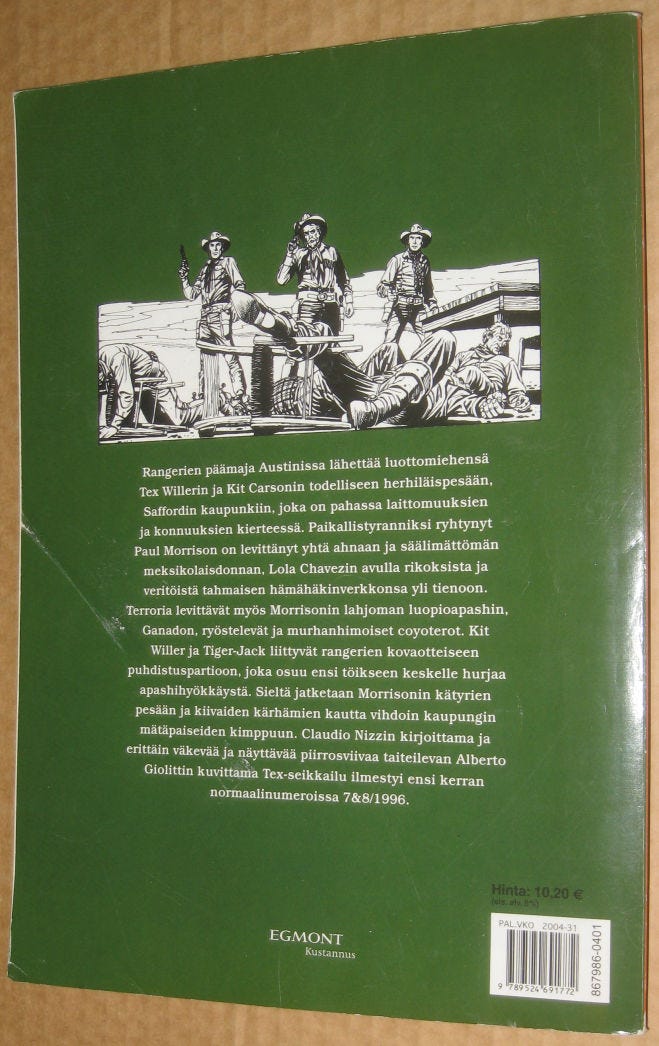 Rangerien päämaja Austinissa lähettää luottomiehensä
Tex Willerin ja Kit Carsonin todelliseen herhiläispesään,
Saffordin kaupunkiin, joka on pahassa laittomuuksien
ja konnuuksien kierteessä. Paikallistyranniksi ryhtynyt
Paul Morrison on levittänyt yhtä ahnaan ja säälimättömän
meksikolaisdonnan, Lola Chavezin avulla rikoksista ja
veritöistä tahmaisen hämähäkinverkkonsa yli tienoon.
Terroria levittävät myös Morrisonin lahjoman luopioapashin,
Ganadon, ryöstelevät ja murhanhimoiset coyoterot. Kit
Willer ja Tiger-Jack liittyvät rangerien kovaotteiseen
puhdistuspartioon, joka osuu ensi töikseen keskelle hurjaa
apashihyökkäystä. Sieltä jatketaan Morrisonin kätyrien
pesään ja kiivaiden kärhämien kautta vihdoin kaupungin
mätäpaiseiden kimppuun. Claudio Nizzin kirjoittama ja
erittäin väkevää ja näyttävää piirrosviivaa taiteilevan Alberto
Giolittin kuvittama Tex-seikkailu ilmestyi ensi kerran
normaalinumeroissa 7&8/1996.
Hinta: 10,20 €
(sis. alv. 8%)
PAL.VKO 2004-31
9 789524 691772
867986-0401
EGMONT
Kustannus